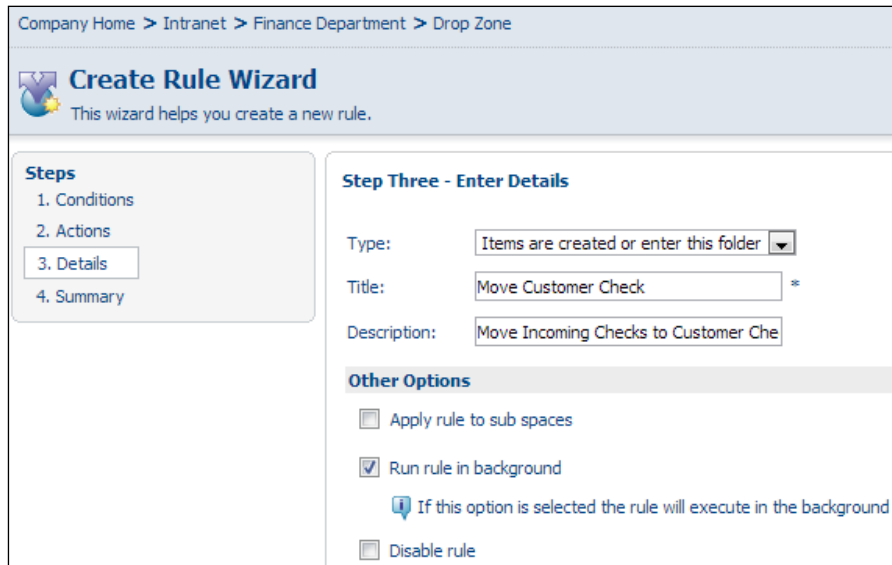 Company Home > Intranet > Finance Department > Drop Zone
Create Rule Wizard
This wizard helps you create a new rule.
Steps
1. Conditions
2. Actions
3. Details
4. Summary
Step Three - Enter Details
Type: Items are created or enter this folder
Title: Move Customer Check *
Description: Move Incoming Checks to Customer Che
Other Options
Apply rule to sub spaces
Run rule in background
If this option is selected the rule will execute in the background
Disable rule